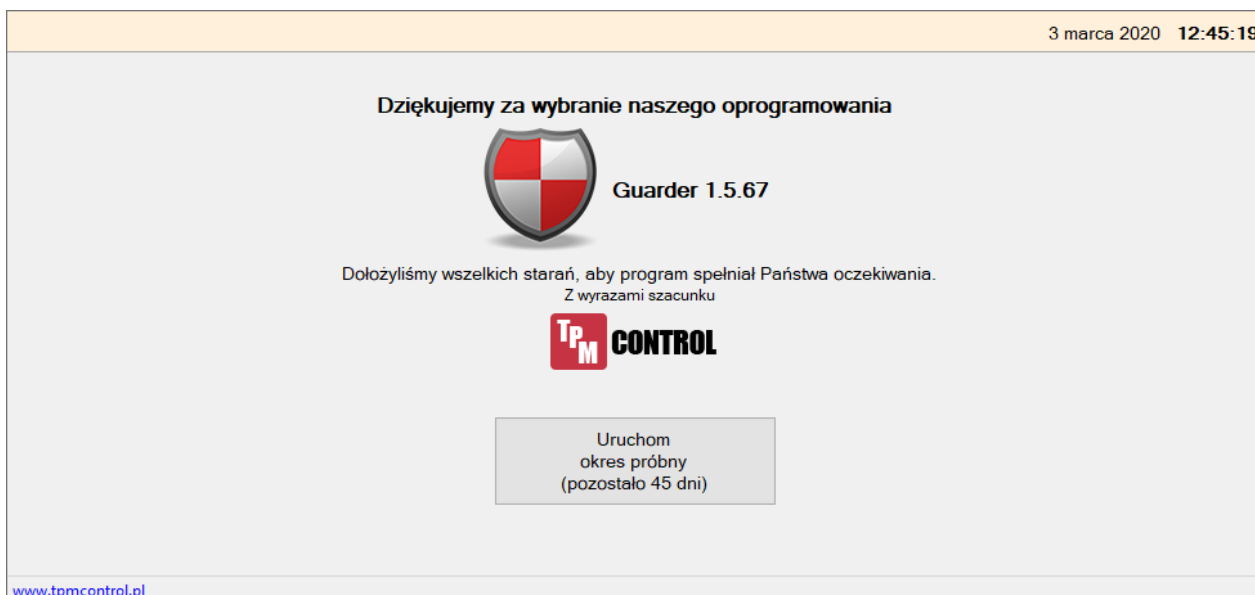 3 marca 2020 12:45:19
Dziękujemy za wybranie naszego oprogramowania
Guarder 1.5.67
Dołożyliśmy wszelkich starań, aby program spełniał Państwa oczekiwania.
Z wyrazami szacunku
TPM CONTROL
Uruchom
okres próbny
(pozostało 45 dni)
www.tpmcontrol.pl